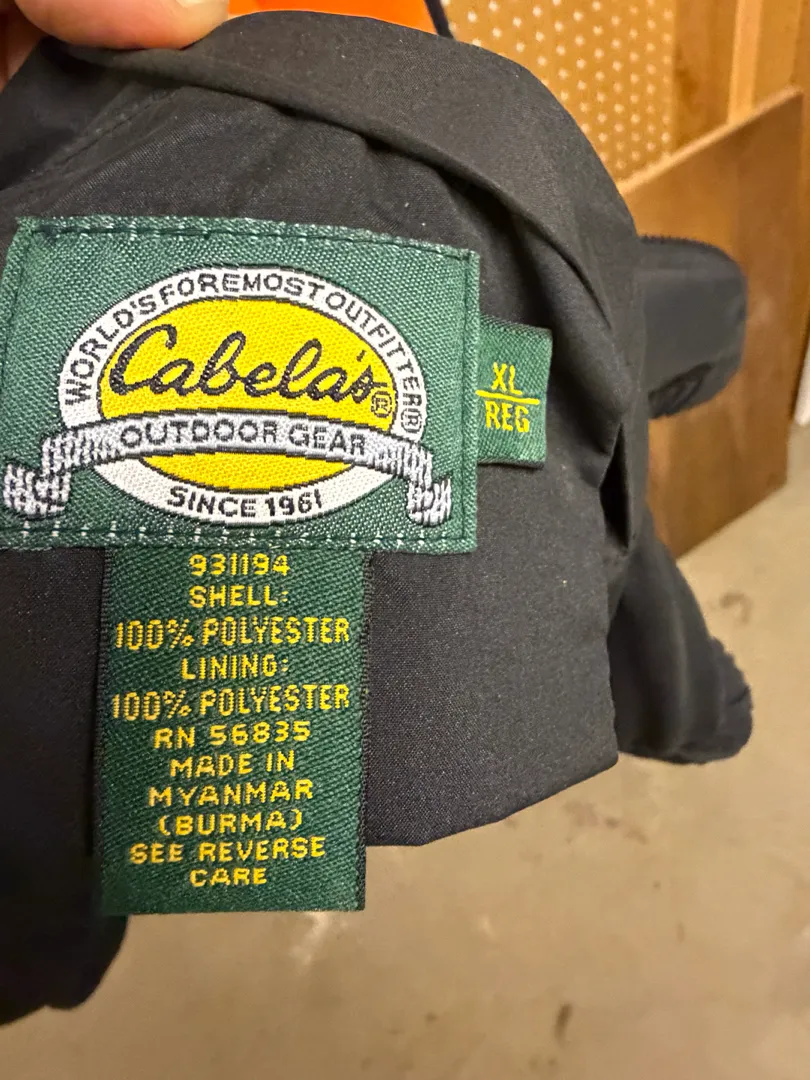 WORLD'S FOREMOST OUTFITTER®
Cabela's®
OUTDOOR GEAR
SINCE 1961
XL
REG
931194
SHELL:
100% POLYESTER
LINING:
100% POLYESTER
RN 56835
MADE IN
MYANMAR
(BURMA)
SEE REVERSE
CARE